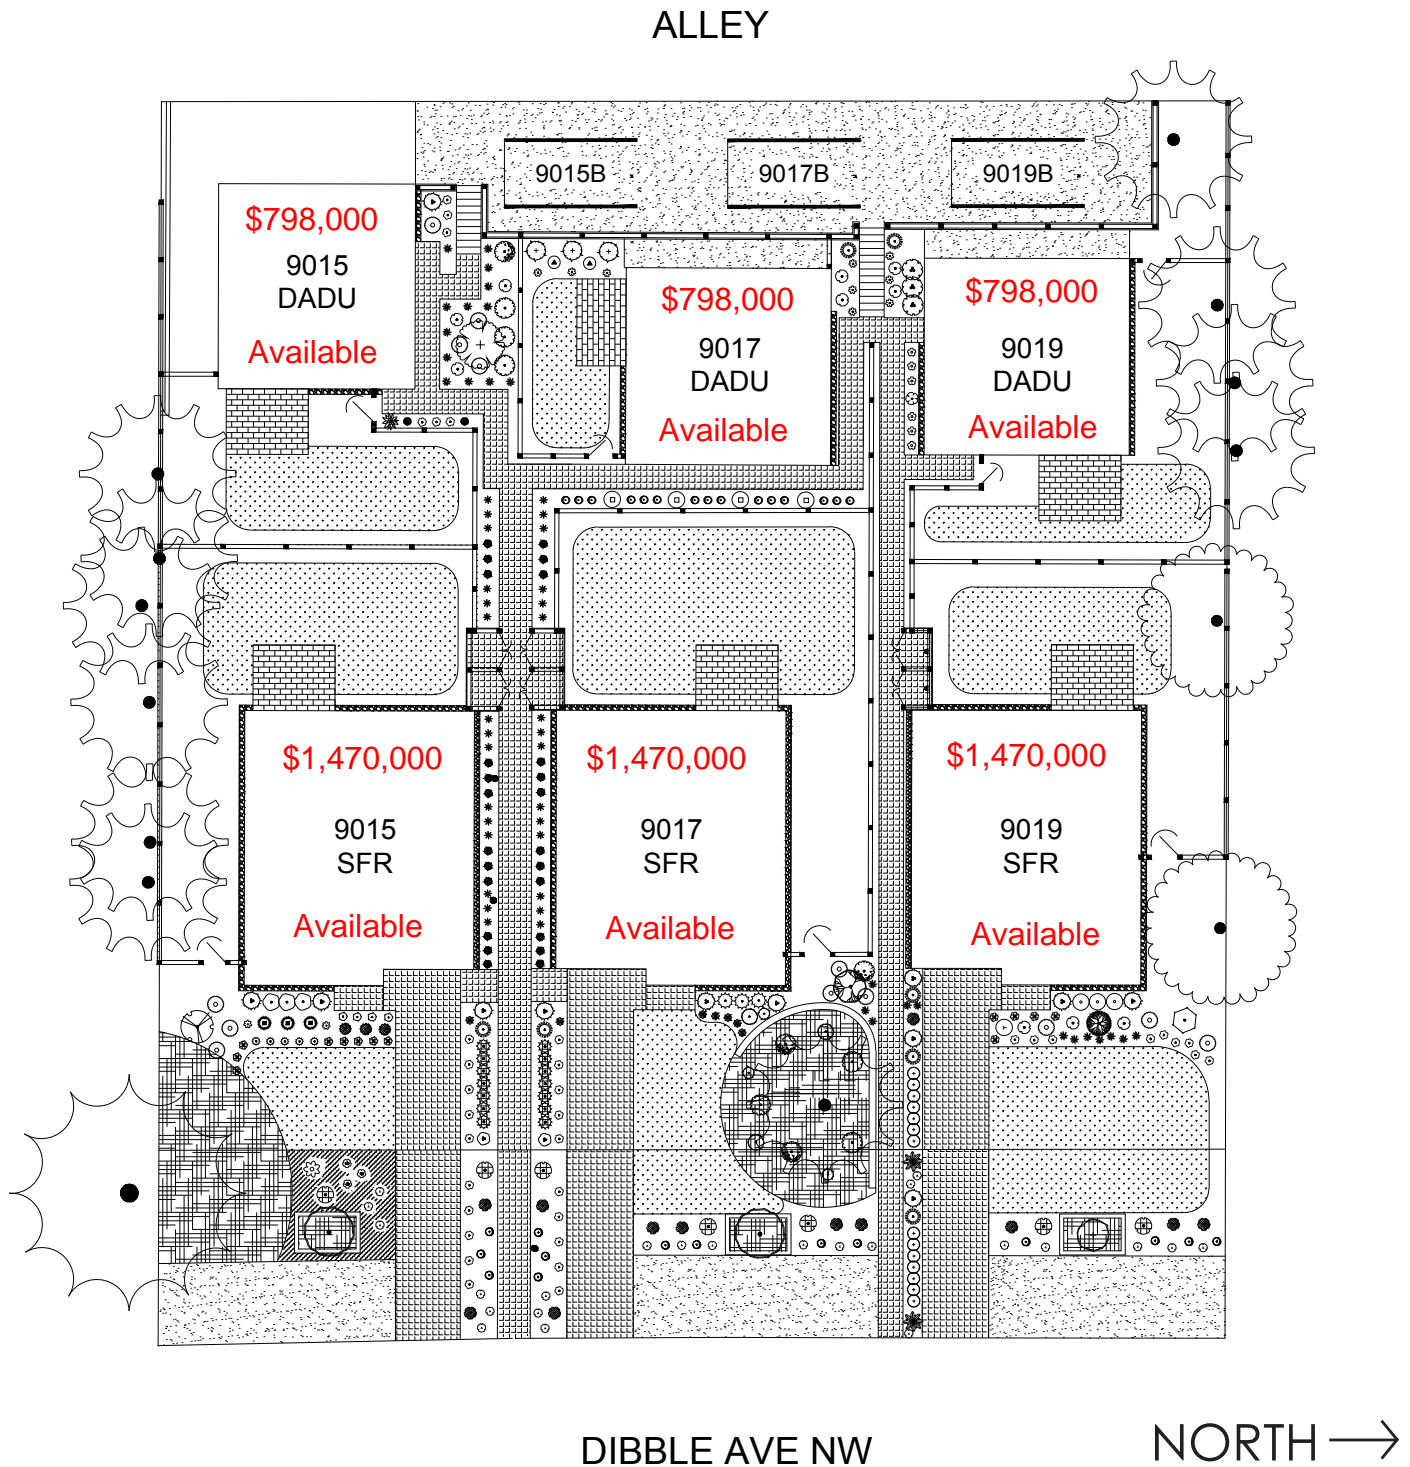 ALLEY
9015B
9017B
9019B
$798,000
9015
DADU
Available
$798,000
9017
DADU
Available
$798,000
9019
DADU
Available
$1,470,000
9015
SFR
Available
$1,470,000
9017
SFR
Available
$1,470,000
9019
SFR
Available
DIBBLE AVE NW
NORTH